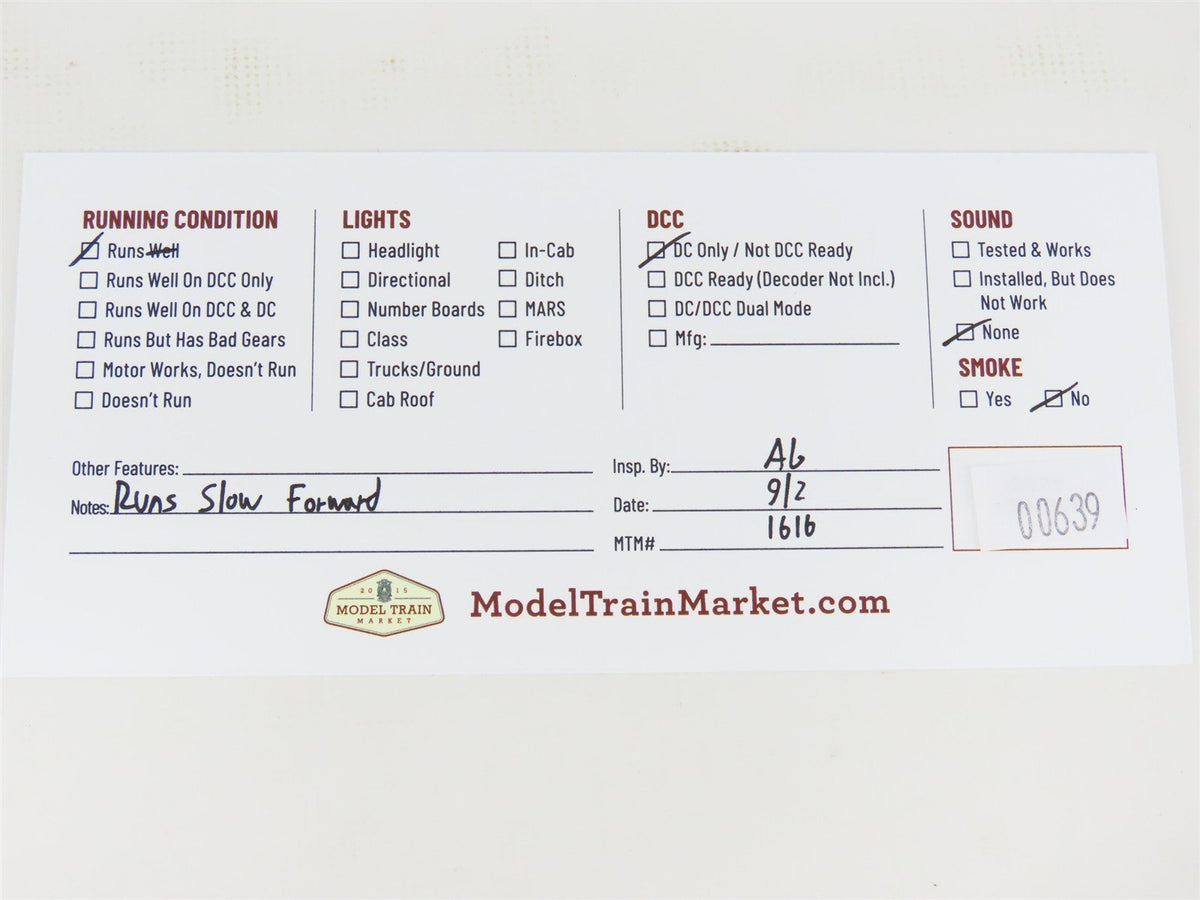 RUNNING CONDITION
Runs Well
Runs Well On DCC Only
Runs Well On DCC & DC
Runs But Has Bad Gears
Motor Works, Doesn't Run
Doesn't Run
LIGHTS
Headlight
Directional
Number Boards
Class
Trucks/Ground
Cab Roof
In-Cab
Ditch
MARS
Firebox
DCC
DC Only / Not DCC Ready
DCC Ready (Decoder Not Incl.)
DC/DCC Dual Mode
Mfg:
SOUND
Tested & Works
Installed, But Does
Not Work
None
SMOKE
Yes No
Other Features:
Notes: Runs Slow Forward
Insp. By: AG
Date: 9/2
MTM# 1616
00639
2015
MODEL TRAIN
MARKET
ModelTrainMarket.com